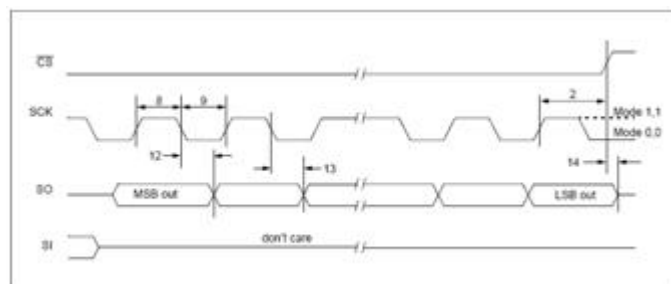 CS
8
9
2
SCK
Mode 1,1
Mode 0,0
12
13
14
SO
MSB out
LSB out
don't care
SI